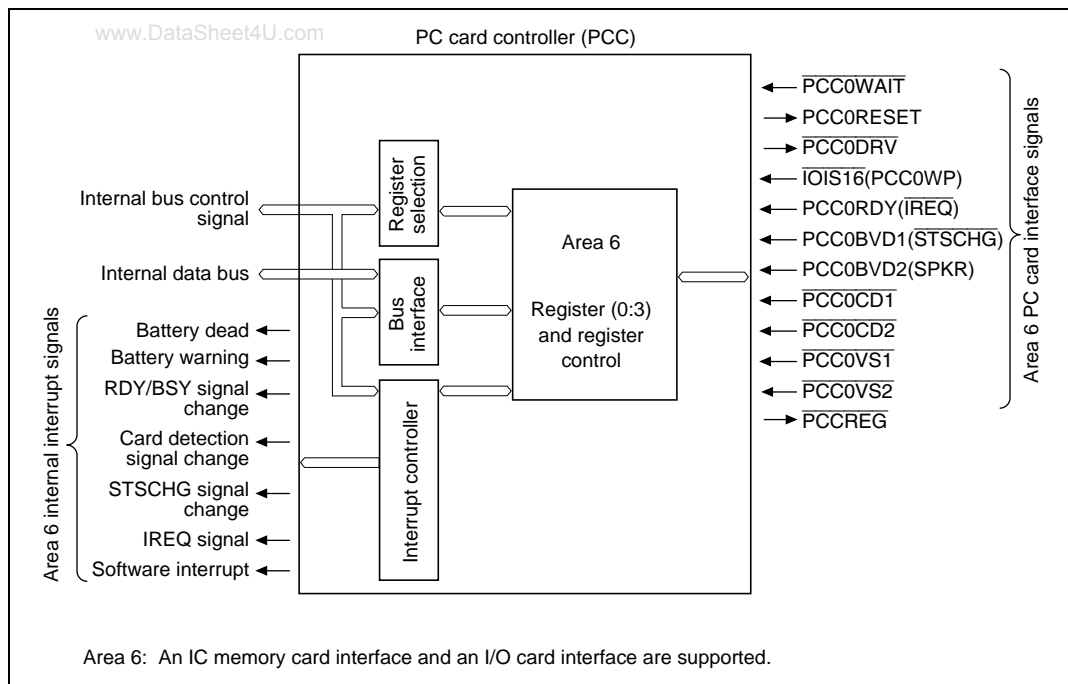 www.DataSheet4U.com
PC card controller (PCC)
Internal bus control
signal
Internal data bus
Area 6 internal interrupt signals
Battery dead
Battery warning
RDY/BSY signal
change
Card detection
signal change
STSCHG signal
change
IREQ signal
Software interrupt
Register
selection
Bus
interface
Interrupt controller
Area 6
Register (0:3)
and register
control
PCC0WAIT
PCC0RESET
PCC0DRV
IOIS16(PCC0WP)
PCC0RDY(IREQ)
PCC0BVD1(STSCHG)
PCC0BVD2(SPKR)
PCC0CD1
PCC0CD2
PCC0VS1
PCC0VS2
PCCREG
Area 6 PC card interface signals
Area 6: An IC memory card interface and an I/O card interface are supported.